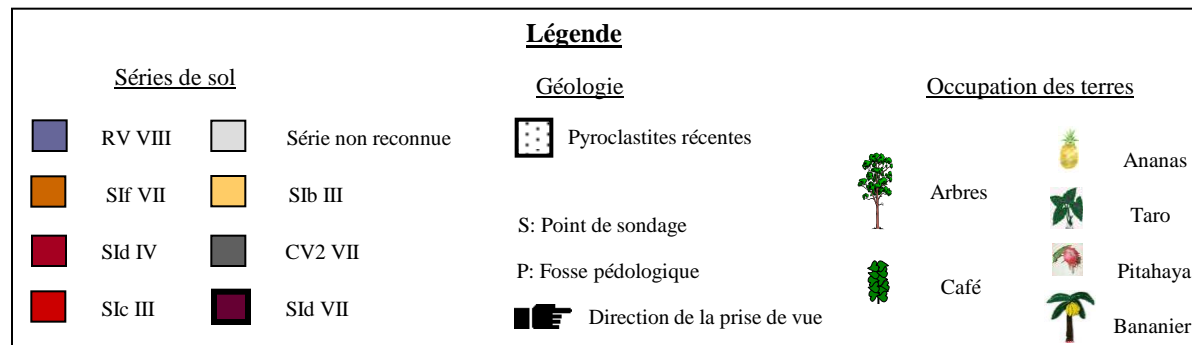 Légende
Séries de sol
RV VIII
Série non reconnue
SIf VII
SIb III
SId IV
CV2 VII
SIc III
SId VII
Géologie
Pyroclastites récentes
S: Point de sondage
P: Fosse pédologique
Direction de la prise de vue
Occupation des terres
Arbres
Café
Ananas
Taro
Pitahaya
Bananier